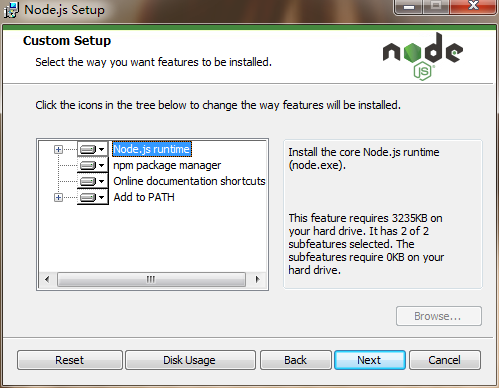 Node.js Setup
Custom Setup
Select the way you want features to be installed.
node
JS
Click the icons in the tree below to change the way features will be installed.
Node.js runtime
npm package manager
Online documentation shortcuts
Add to PATH
Install the core Node.js runtime
(node.exe).
This feature requires 3235KB on
your hard drive. It has 2 of 2
subfeatures selected. The
subfeatures require 0KB on your
hard drive.
Browse...
Reset
Disk Usage
Back
Next
Cancel